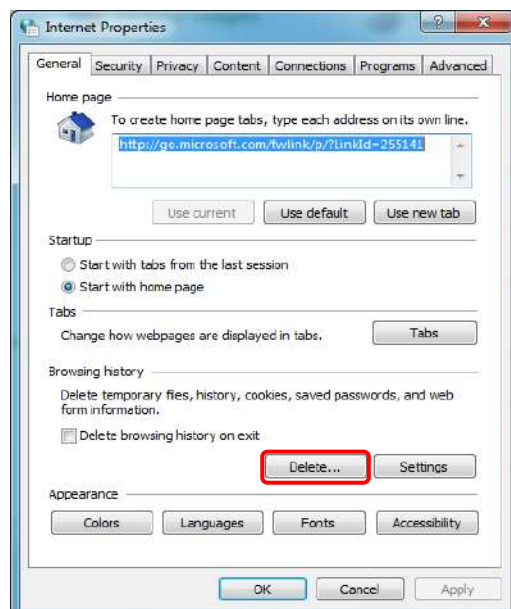 Internet Properties
General Security Privacy Content Connections Programs Advanced
Home page
To create home page tabs, type each address on its own line.
http://go.microsoft.com/fwlink/p/?LinkId=255141
Use current Use default Use new tab
Startup
Start with tabs from the last session
Start with home page
Tabs
Change how webpages are displayed in tabs. Tabs
Browsing history
Delete temporary files, history, cookies, saved passwords, and web
form information.
Delete browsing history on exit
Delete... Settings
Appearance
Colors Languages Fonts Accessibility
OK Cancel Apply